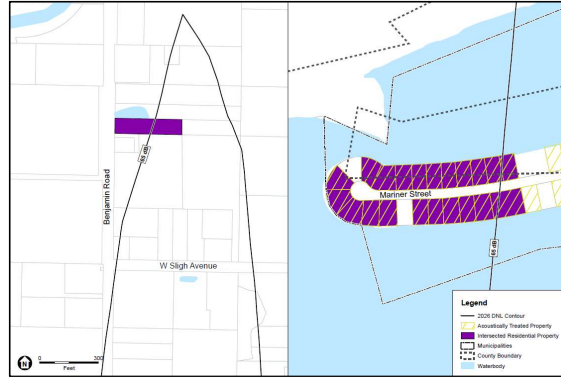 65 dB
Benjamin Road
W Sligh Avenue
N
0 300
Feet
Mariner Street
65 dB
Legend
2026 DNL Contour
Acoustically Treated Property
Intersected Residential Property
Municipalities
County Boundary
Waterbody